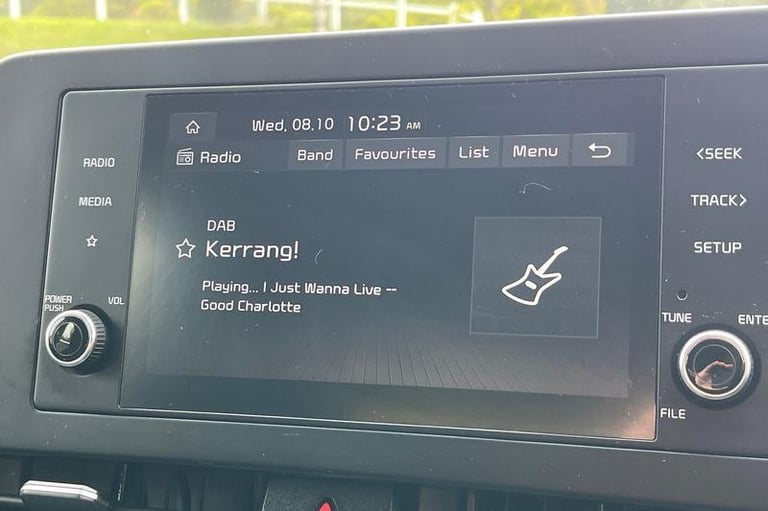 Wed, 08.10 10:23 AM
Radio Band Favourites List Menu
DAB
Kerrang!
Playing... I Just Wanna Live --
Good Charlotte
RADIO
MEDIA
POWER
PUSH
VOL
<SEEK
TRACK>
SETUP
TUNE
ENTE
FILE